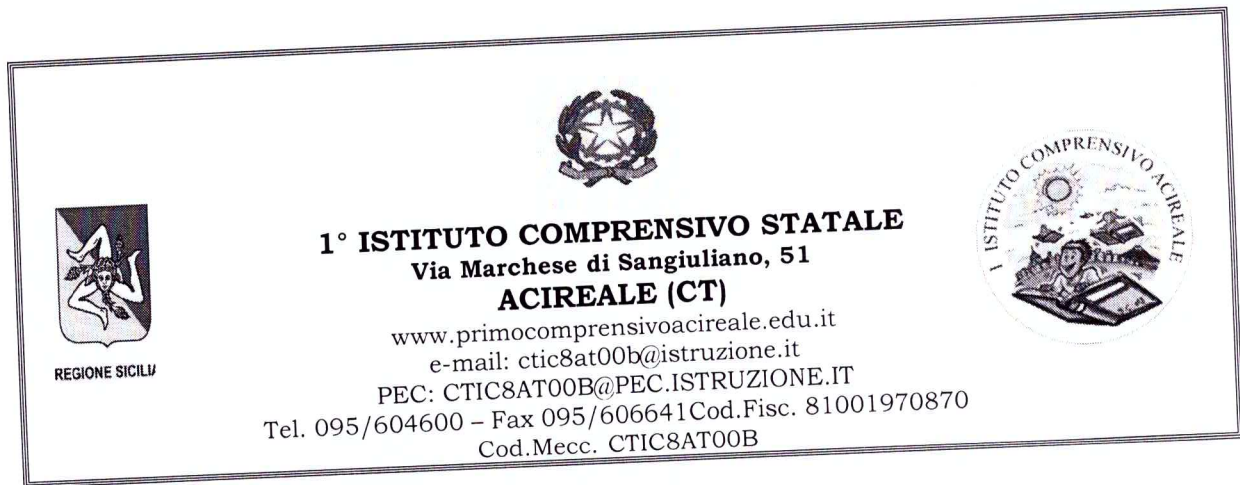 1° ISTITUTO COMPRENSIVO STATALE
Via Marchese di Sangiuliano, 51
ACIREALE (CT)
www.primocomprensivoacireale.edu.it
e-mail: ctic8at00b@istruzione.it
PEC: CTIC8AT00B@PEC.ISTRUZIONE.IT
Tel. 095/604600 – Fax 095/606641Cod.Fisc. 81001970870
Cod.Mecc. CTIC8AT00B
REGIONE SICILIA
I ISTITUTO COMPRENSIVO ACIREALE